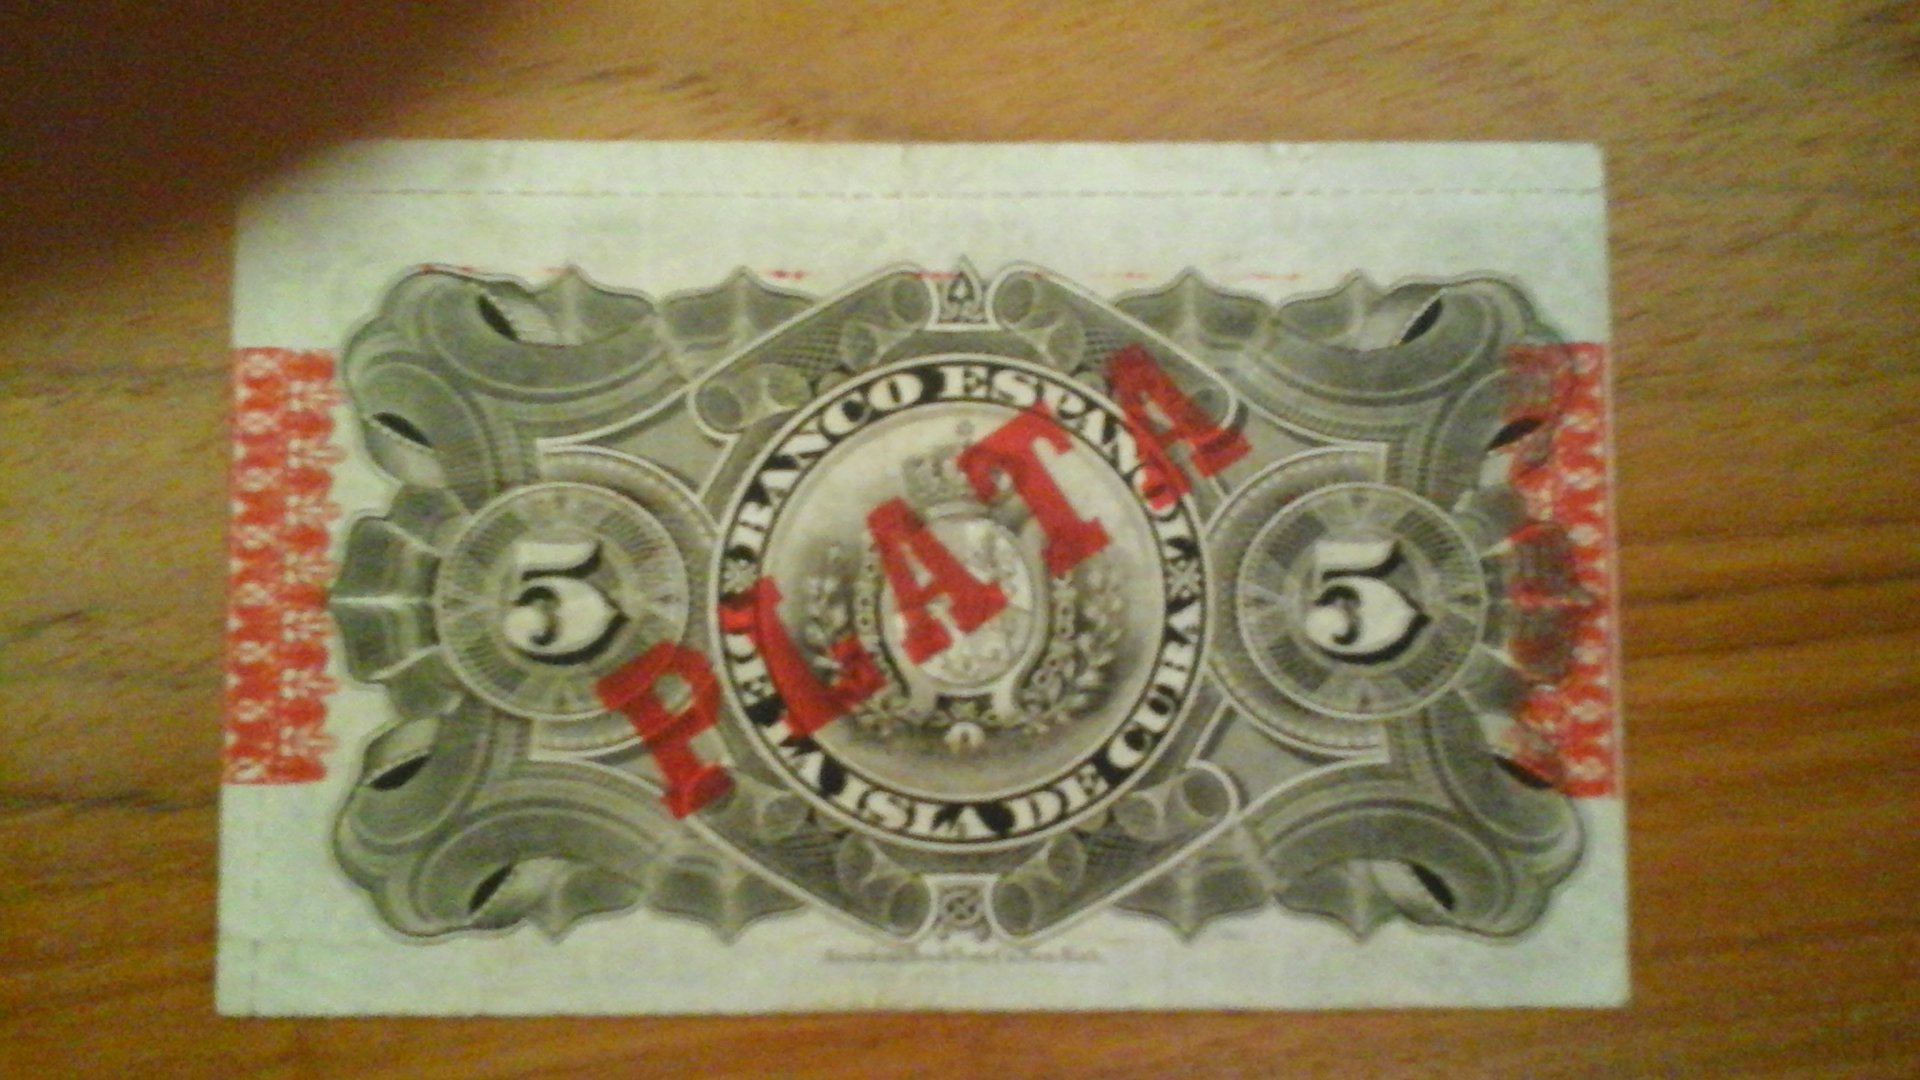 BANCO ESPAÑOL
DE LA ISLA DE CUBA
PLATA
5
5